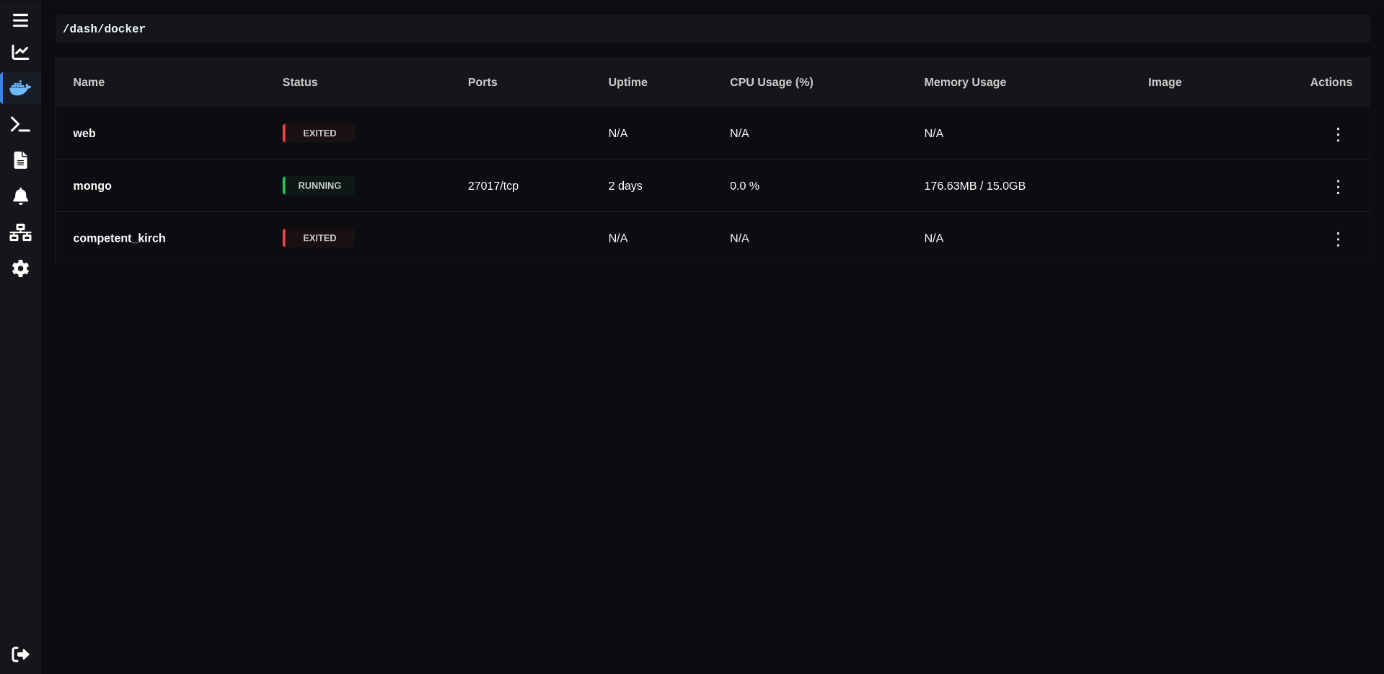 /dash/docker
Name Status Ports Uptime CPU Usage (%) Memory Usage Image Actions
web EXITED N/A N/A N/A
mongo RUNNING 27017/tcp 2 days 0.0 % 176.63MB / 15.0GB
competent_kirch EXITED N/A N/A N/A